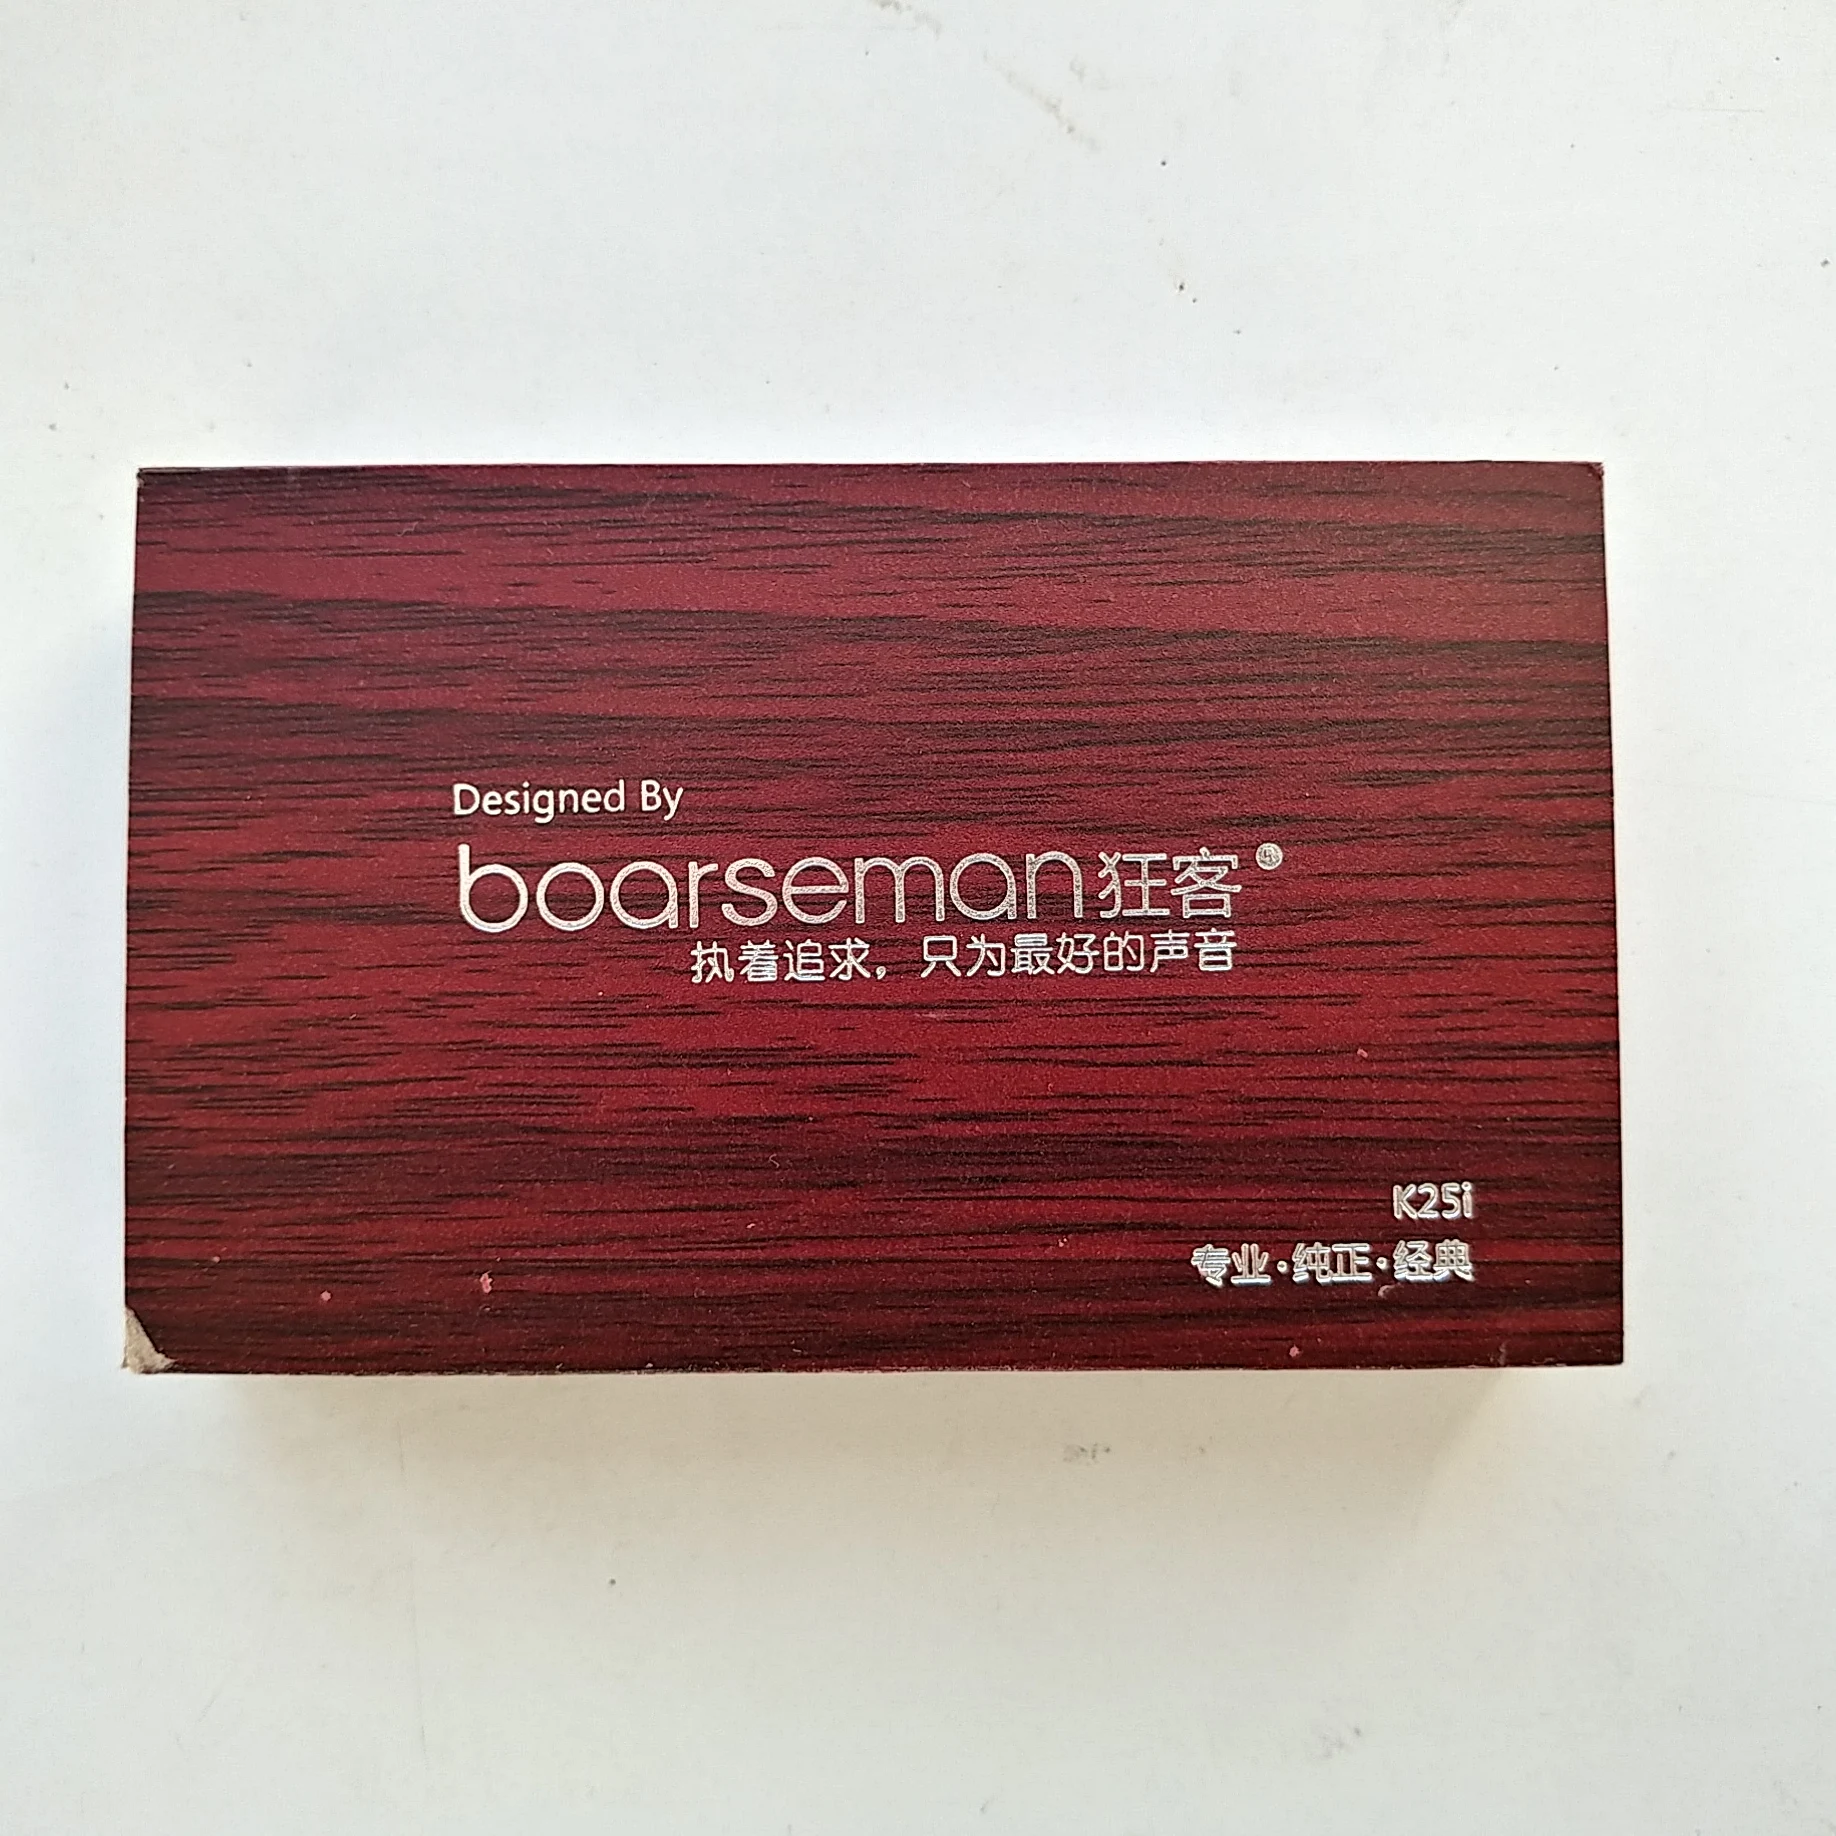 Designed By
boarseman狂客®
执着追求，只为最好的声音
K25i
专业·纯正·经典